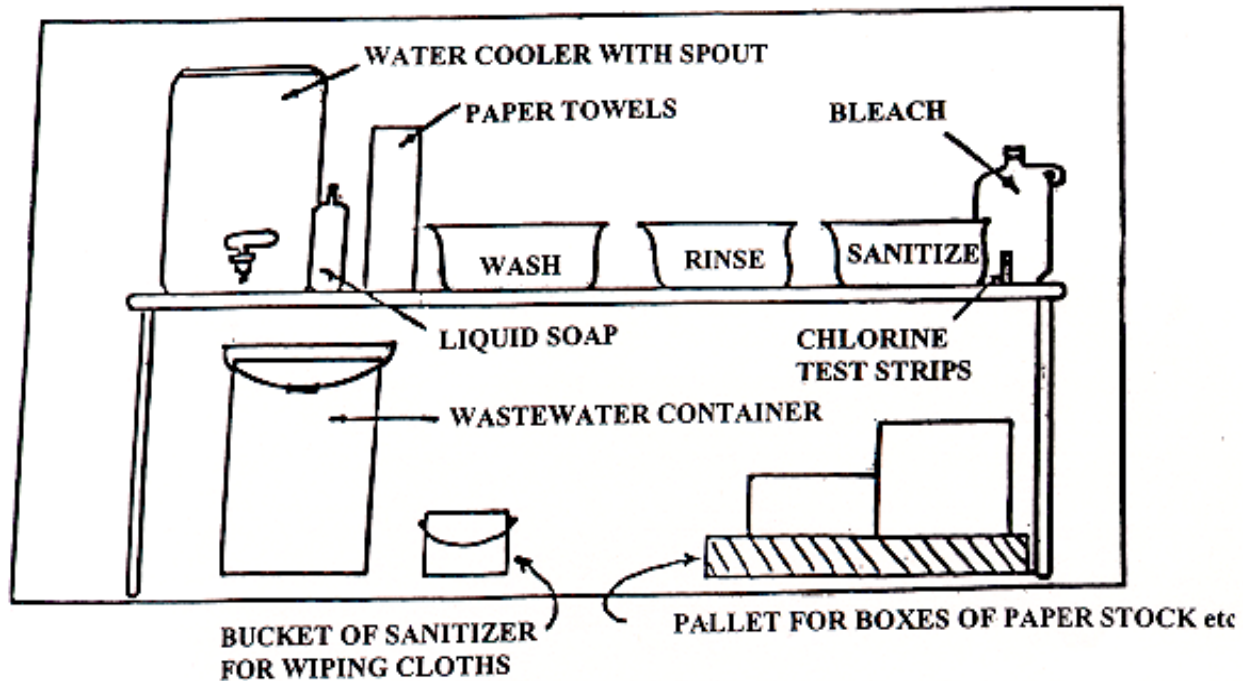 WATER COOLER WITH SPOUT
PAPER TOWELS
BLEACH
WASH
RINSE
SANITIZE
LIQUID SOAP
CHLORINE
TEST STRIPS
WASTEWATER CONTAINER
BUCKET OF SANITIZER
FOR WIPING CLOTHS
PALLET FOR BOXES OF PAPER STOCK etc